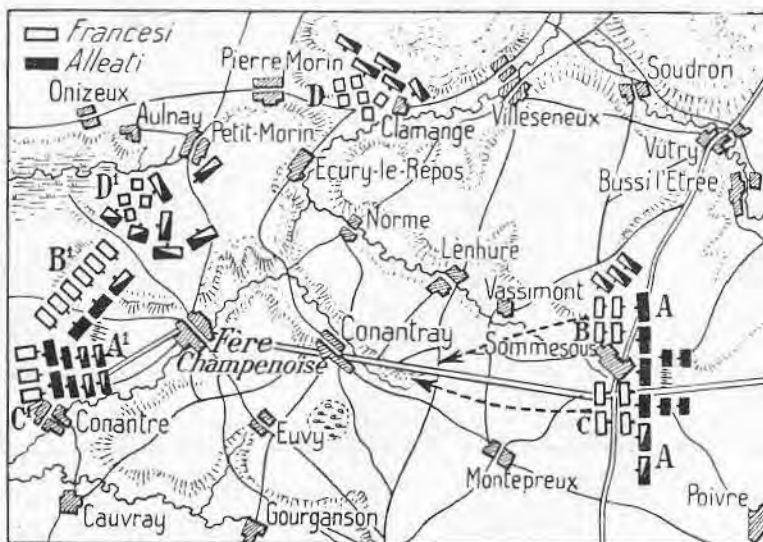 Francesi
Alleati
Pierre Morin
Soudron
Onizeux
Aulnay
D
Clamange
Villeseneux
Petit-Morin
Vutry
Ecury-le-Repos
Bussi l'Etrée
D¹
Norme
Lenhure
B¹
Vassimont
A
Conantray
B
Sommesous
A¹
Fère
Champenoise
C¹
Conantre
Euvy
C
A
Montepreux
Poivre
Cauvray
Gourganson